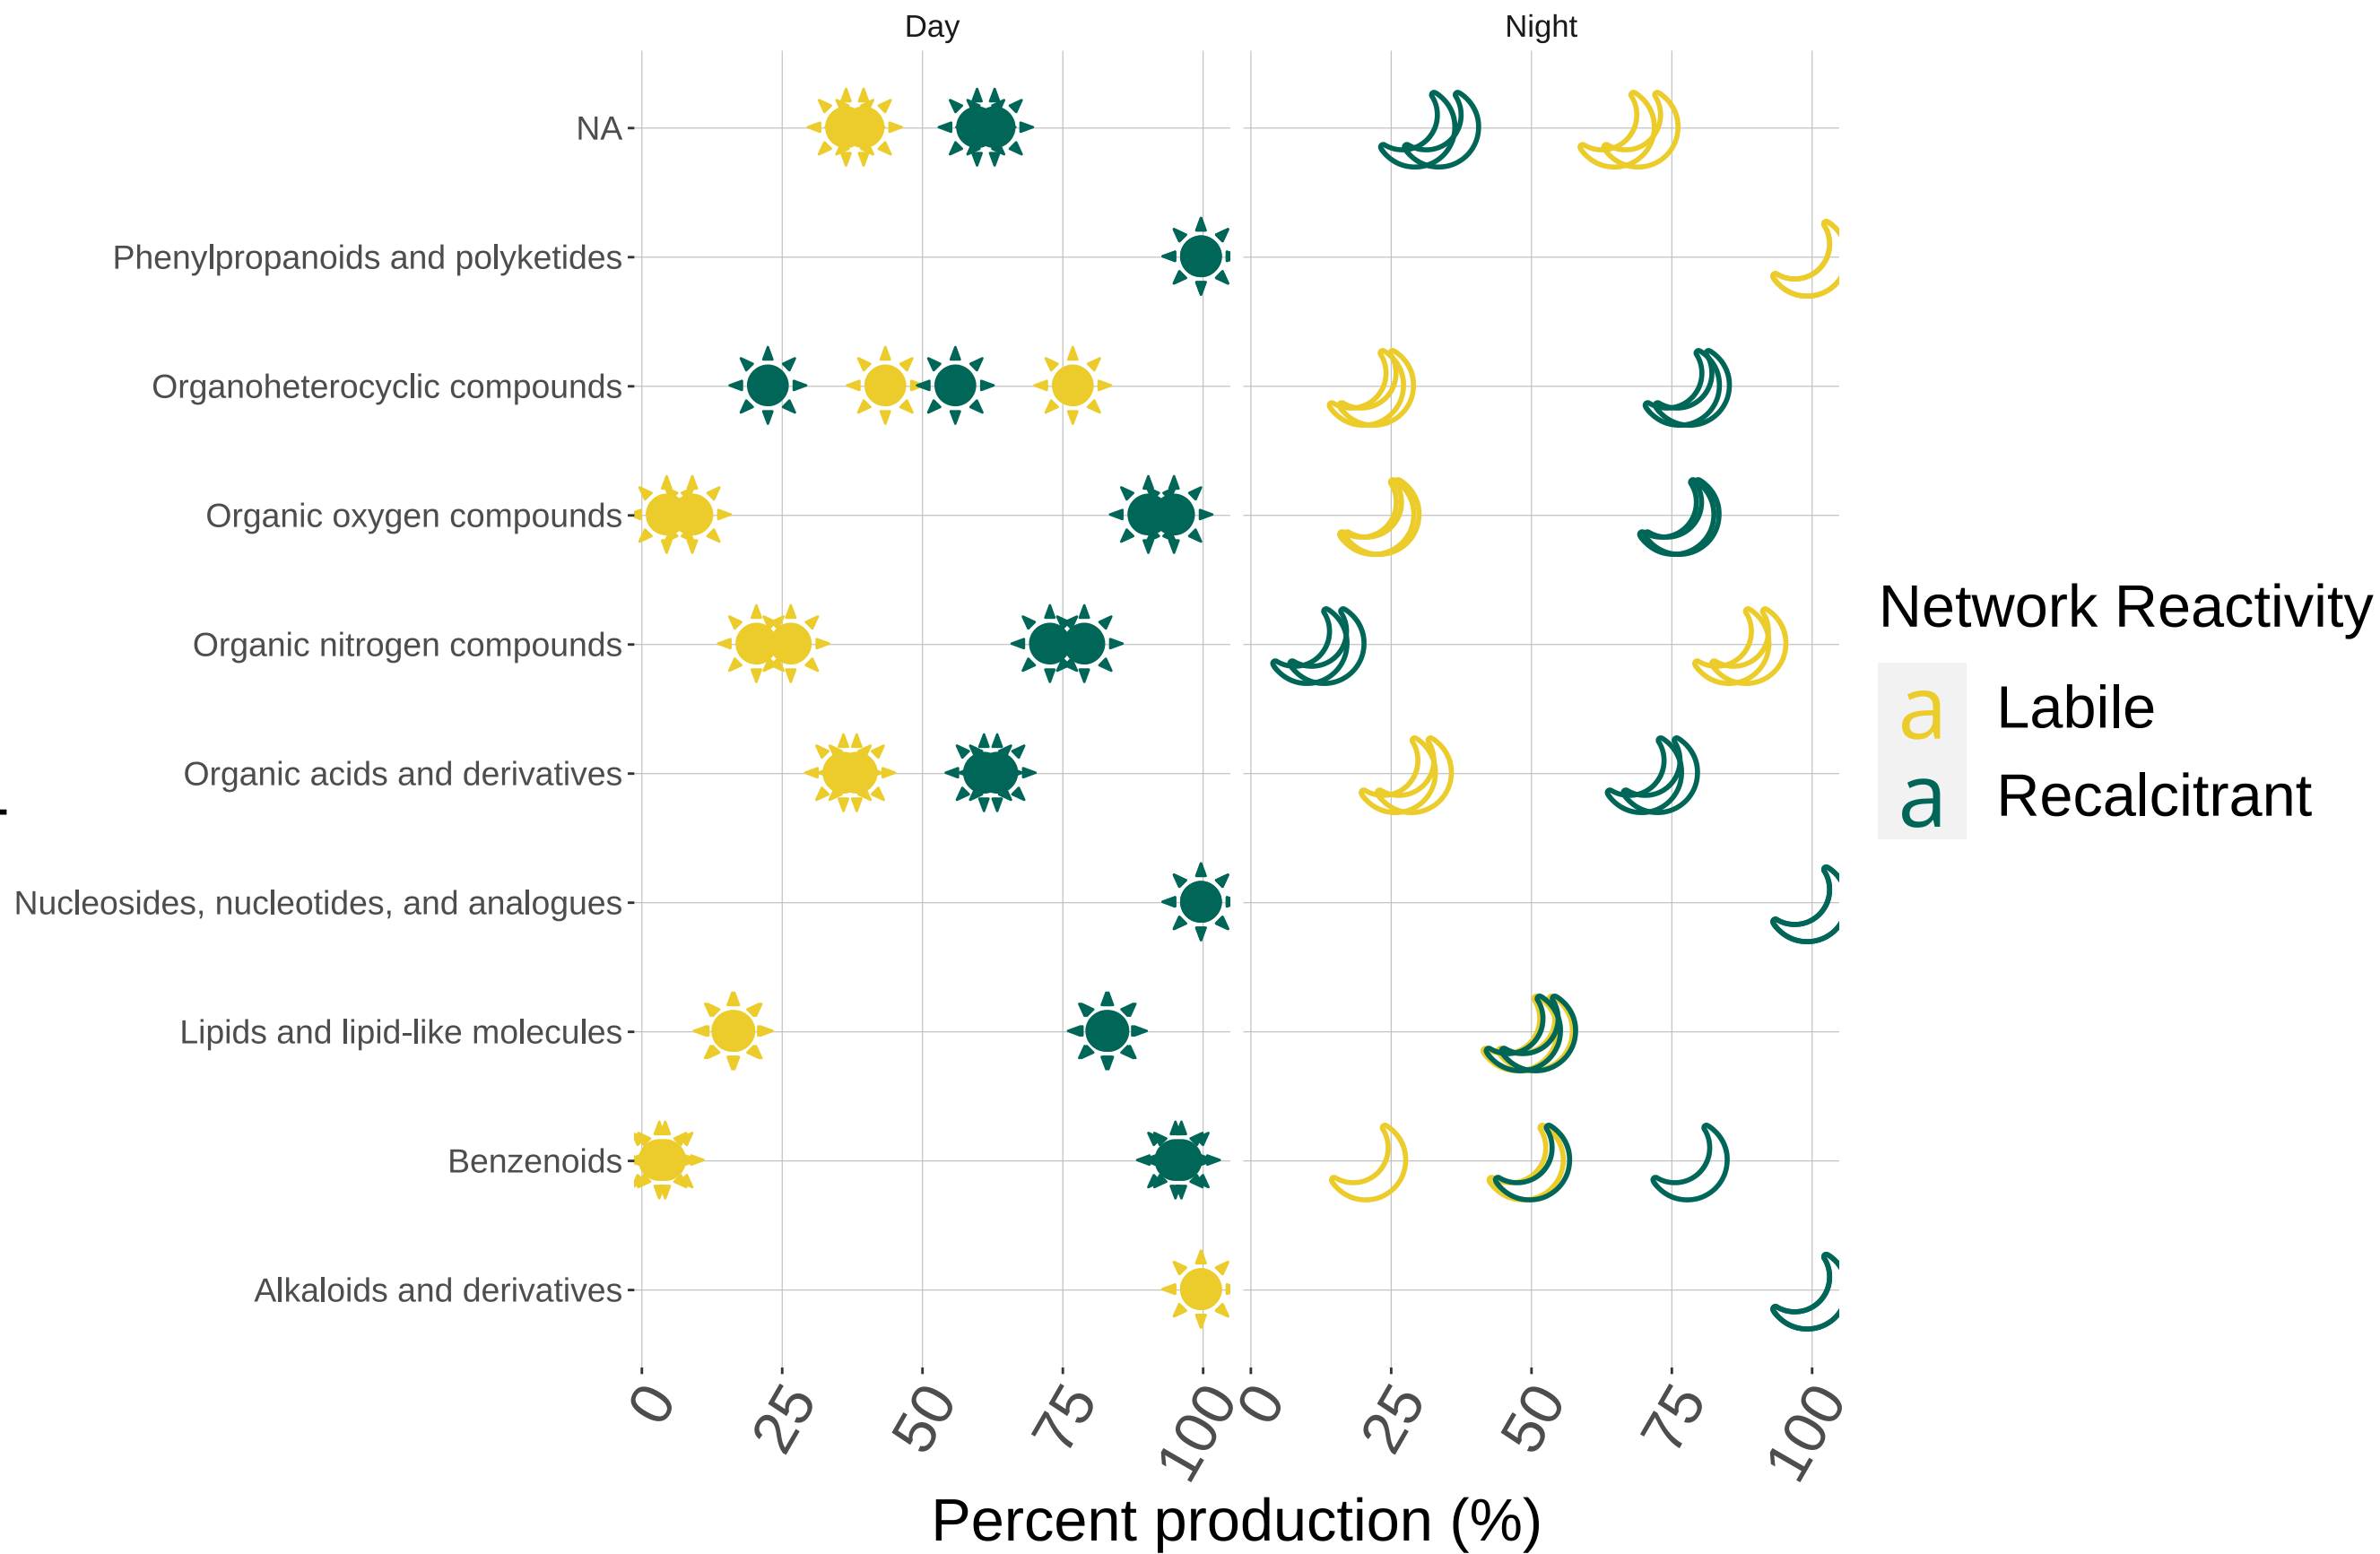 Day
Night
NA
Phenylpropanoids and polyketides
Organoheterocyclic compounds
Organic oxygen compounds
Organic nitrogen compounds
Organic acids and derivatives
Nucleosides, nucleotides, and analogues
Lipids and lipid-like molecules
Benzenoids
Alkaloids and derivatives
0 25 50 75 100 0 25 50 75 100
Percent production (%)
Network Reactivity
a Labile
a Recalcitrant